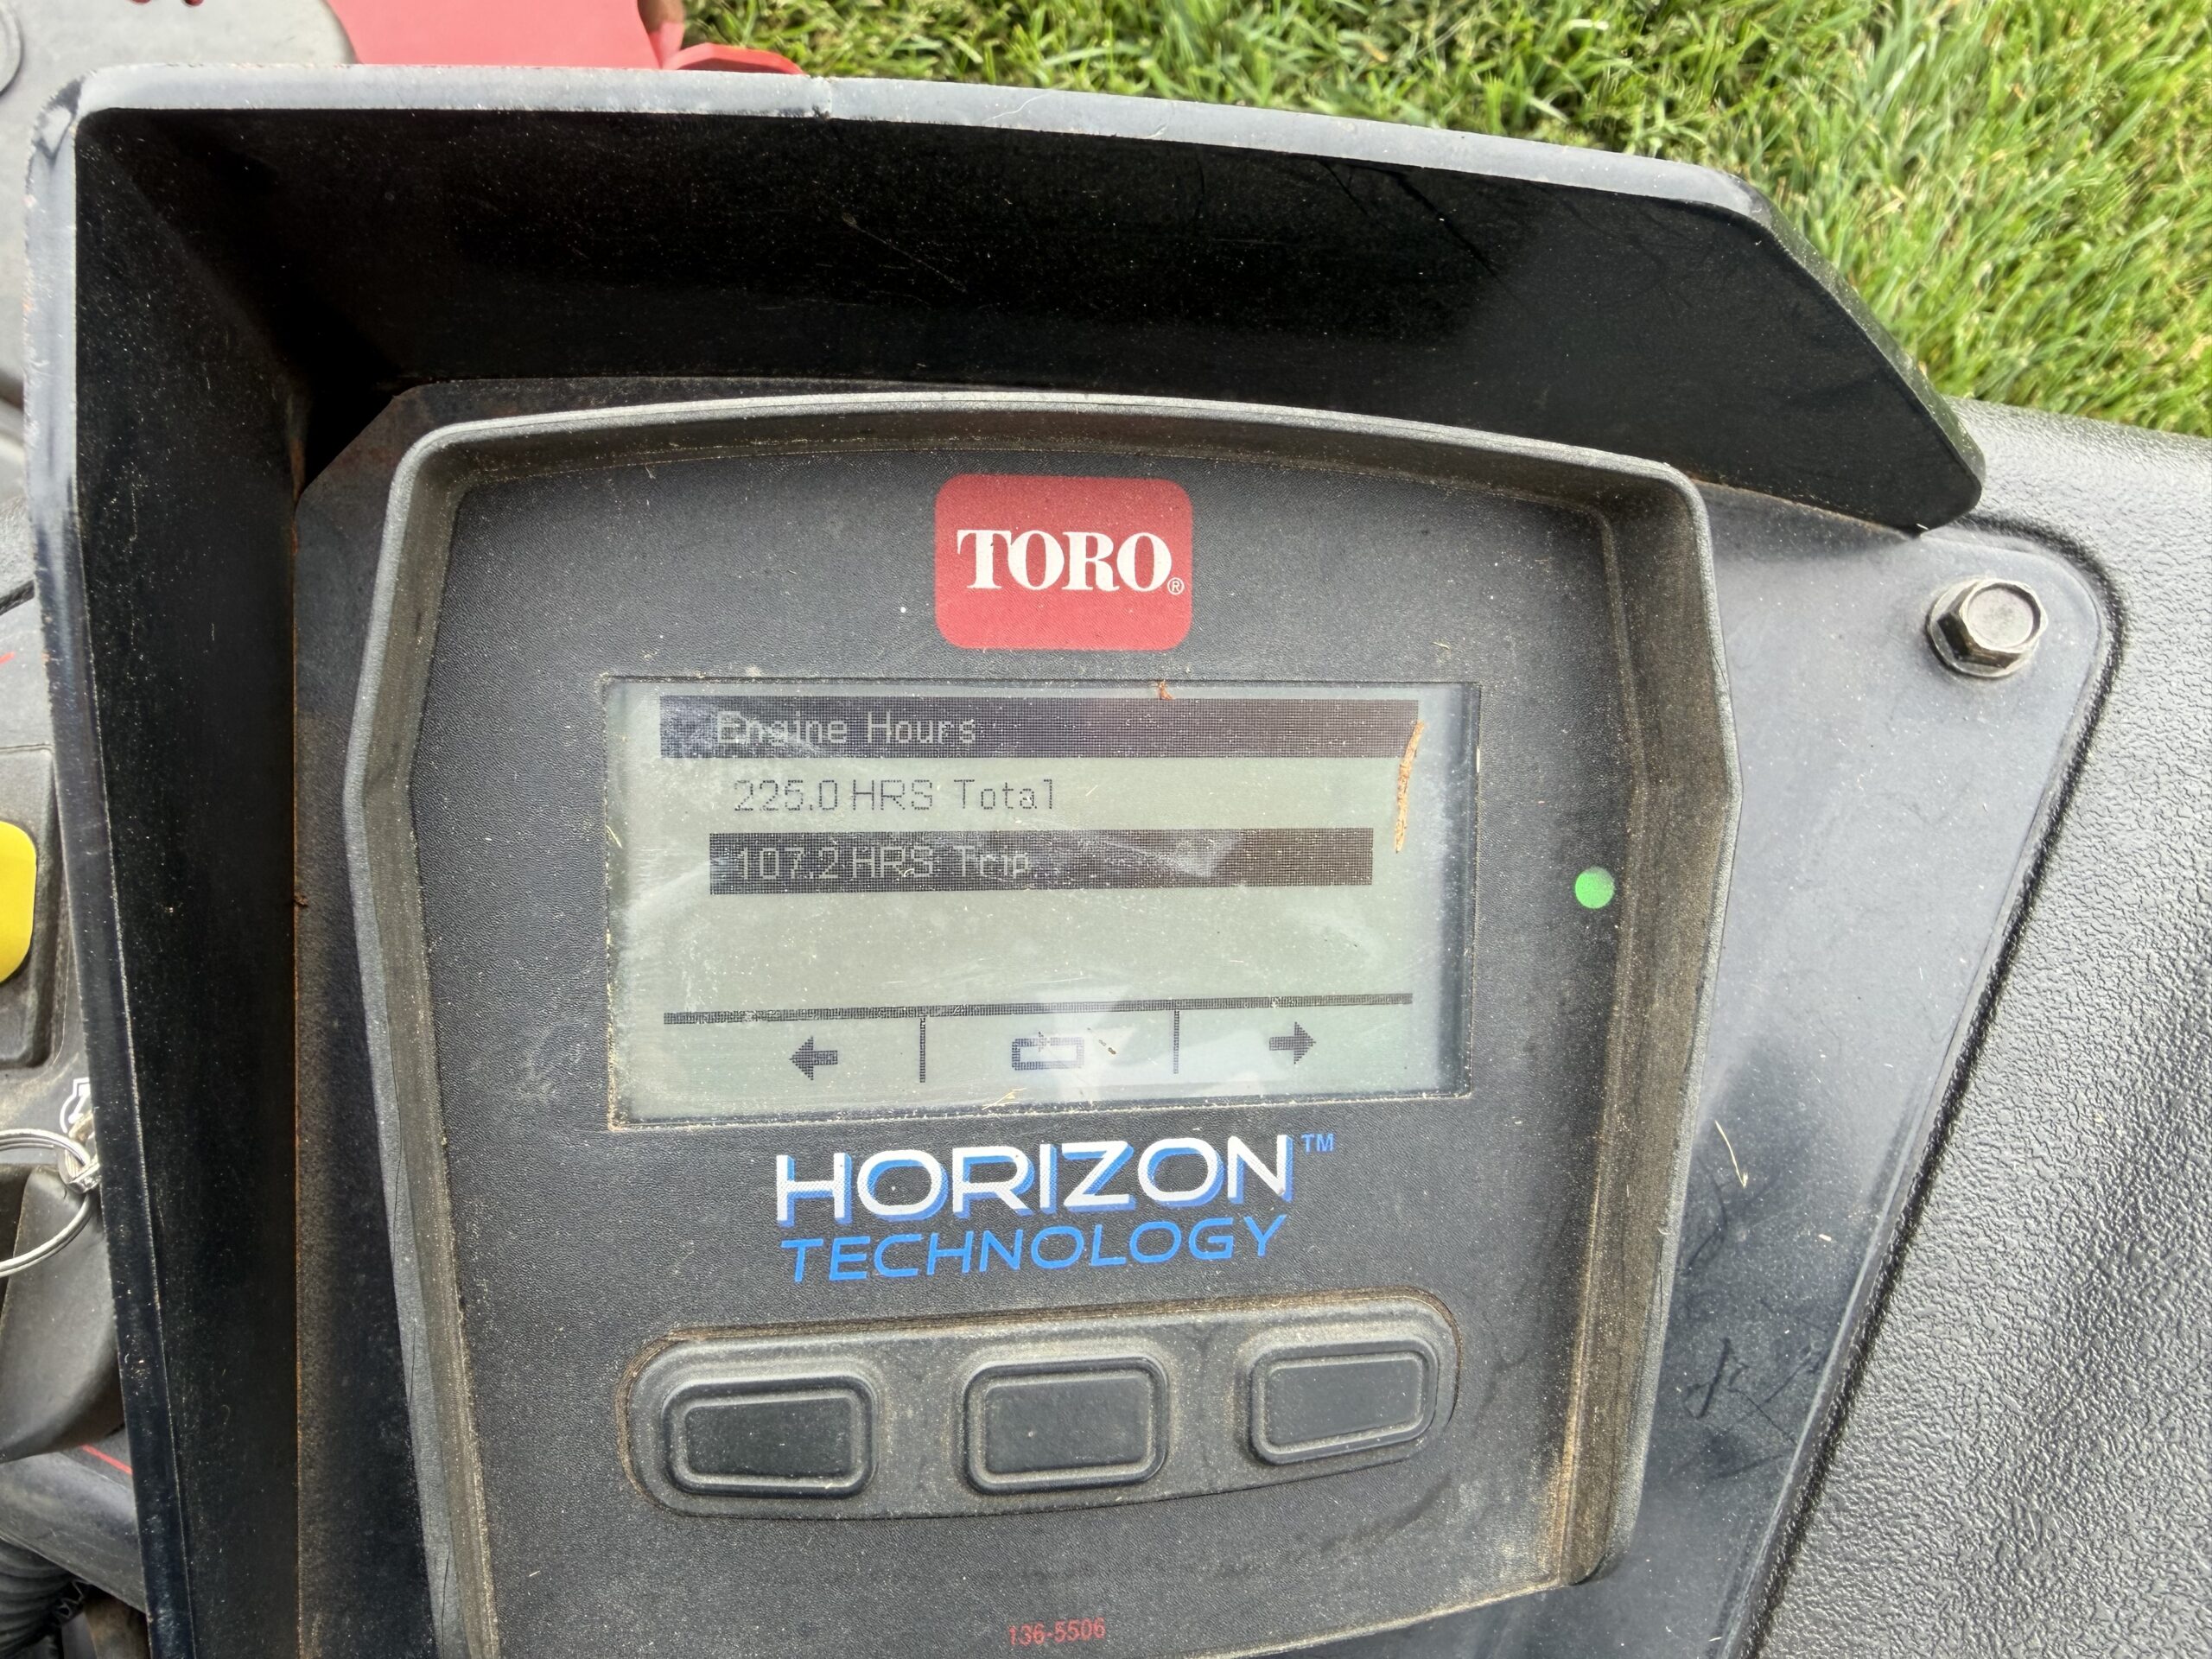 TORO®
Engine Hours
225.0 HRS Total
107.2 HRS Trip
HORIZON™
TECHNOLOGY
136-5506